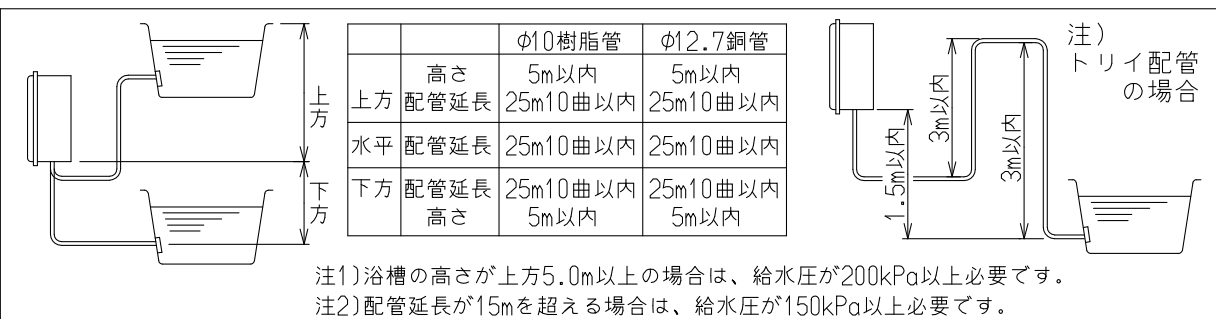 上方
下方
φ10樹脂管 φ12.7銅管
上方 高さ 5m以内 5m以内
配管延長 25m10曲以内 25m10曲以内
水平 配管延長 25m10曲以内 25m10曲以内
下方 配管延長 25m10曲以内 25m10曲以内
高さ 5m以内 5m以内
1.5m以内
3m以内
3m以内
注)
トリイ配管
の場合
注1)浴槽の高さが上方5.0m以上の場合は、給水圧が200kPa以上必要です。
注2)配管延長が15mを超える場合は、給水圧が150kPa以上必要です。